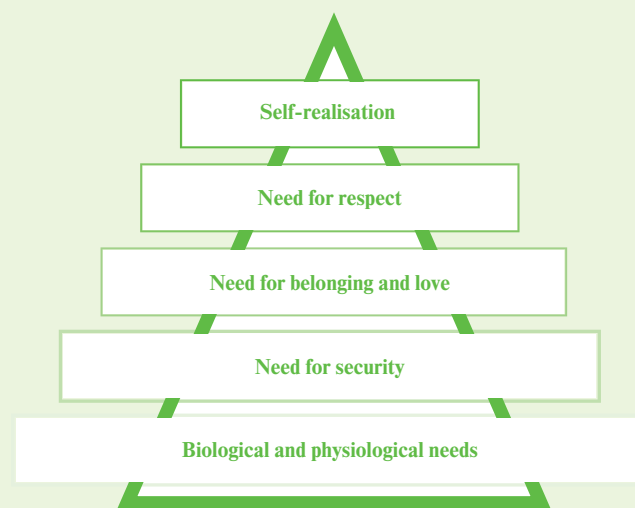 Self-realisation
Need for respect
Need for belonging and love
Need for security
Biological and physiological needs